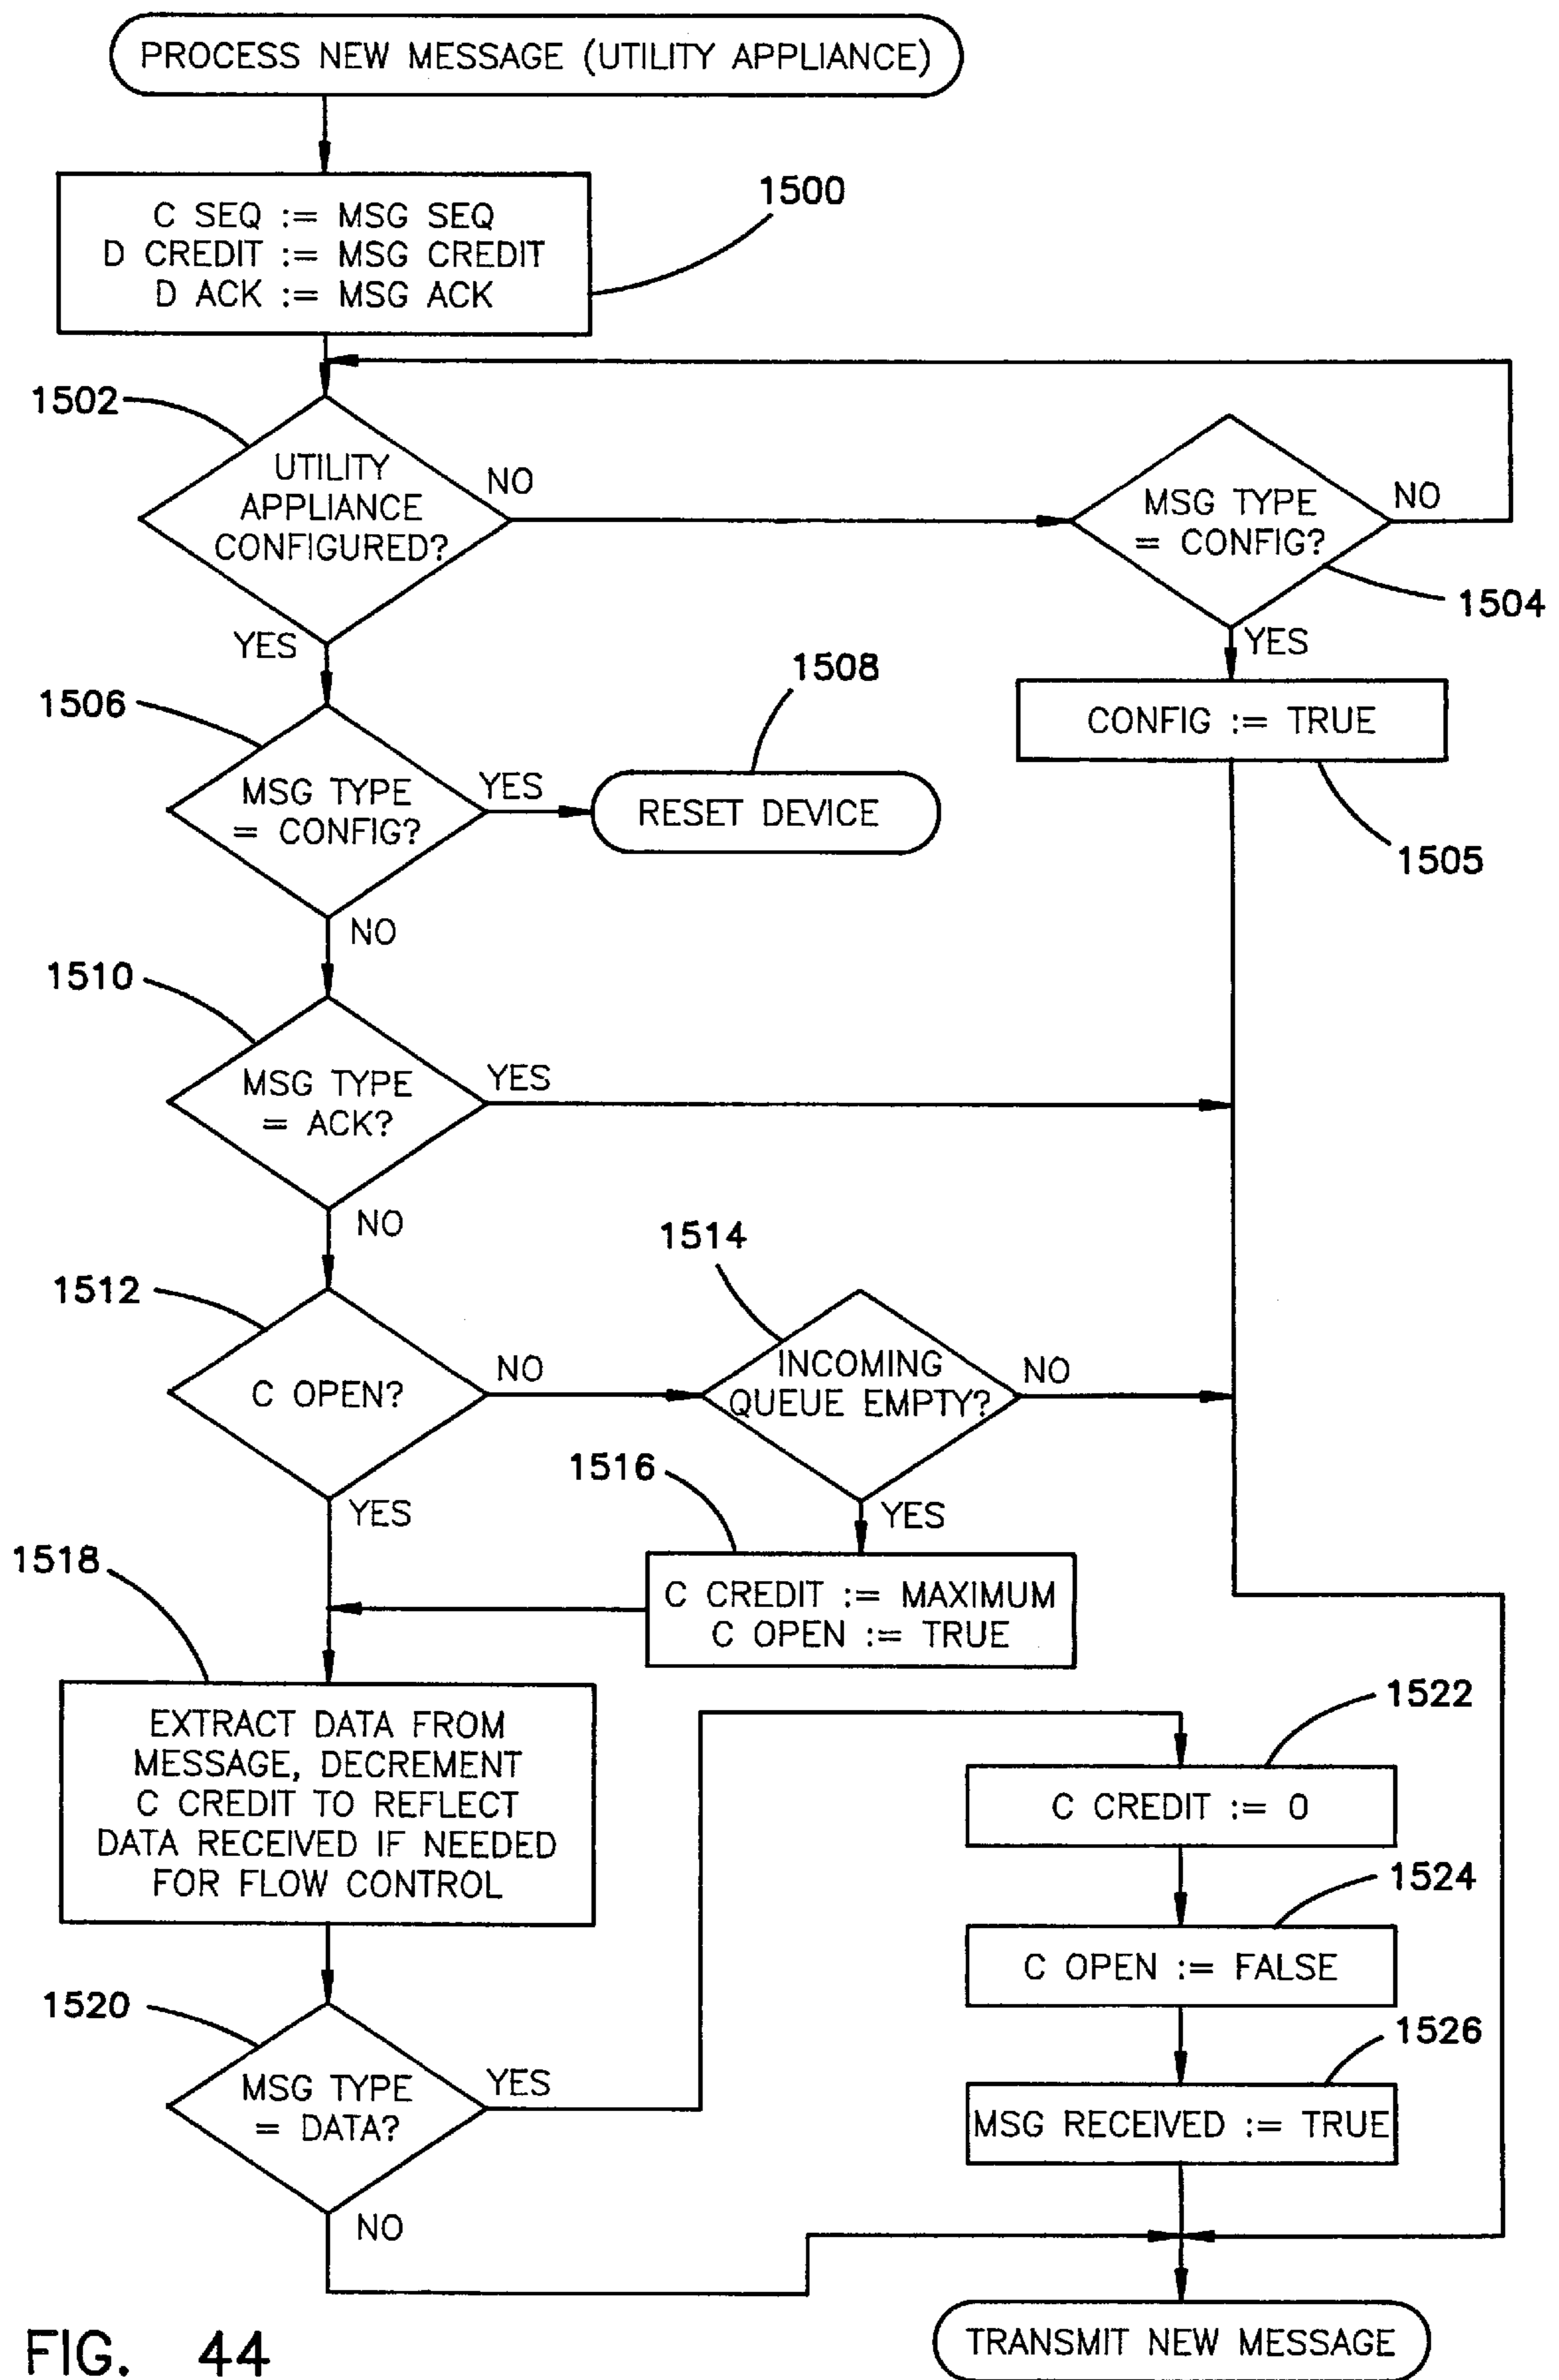 PROCESS NEW MESSAGE (UTILITY APPLIANCE)
1500
C SEQ := MSG SEQ
D CREDIT := MSG CREDIT
D ACK := MSG ACK
1502
UTILITY
APPLIANCE
CONFIGURED?
NO
YES
MSG TYPE
= CONFIG?
NO
1504
YES
CONFIG := TRUE
1505
1506
MSG TYPE
= CONFIG?
YES
1508
RESET DEVICE
NO
1510
MSG TYPE
= ACK?
YES
NO
1512
C OPEN?
NO
1514
INCOMING
QUEUE EMPTY?
NO
YES
1516
YES
C CREDIT := MAXIMUM
C OPEN := TRUE
1518
EXTRACT DATA FROM
MESSAGE, DECREMENT
C CREDIT TO REFLECT
DATA RECEIVED IF NEEDED
FOR FLOW CONTROL
1522
C CREDIT := 0
1524
C OPEN := FALSE
1520
MSG TYPE
= DATA?
YES
1526
MSG RECEIVED := TRUE
NO
TRANSMIT NEW MESSAGE
FIG. 44